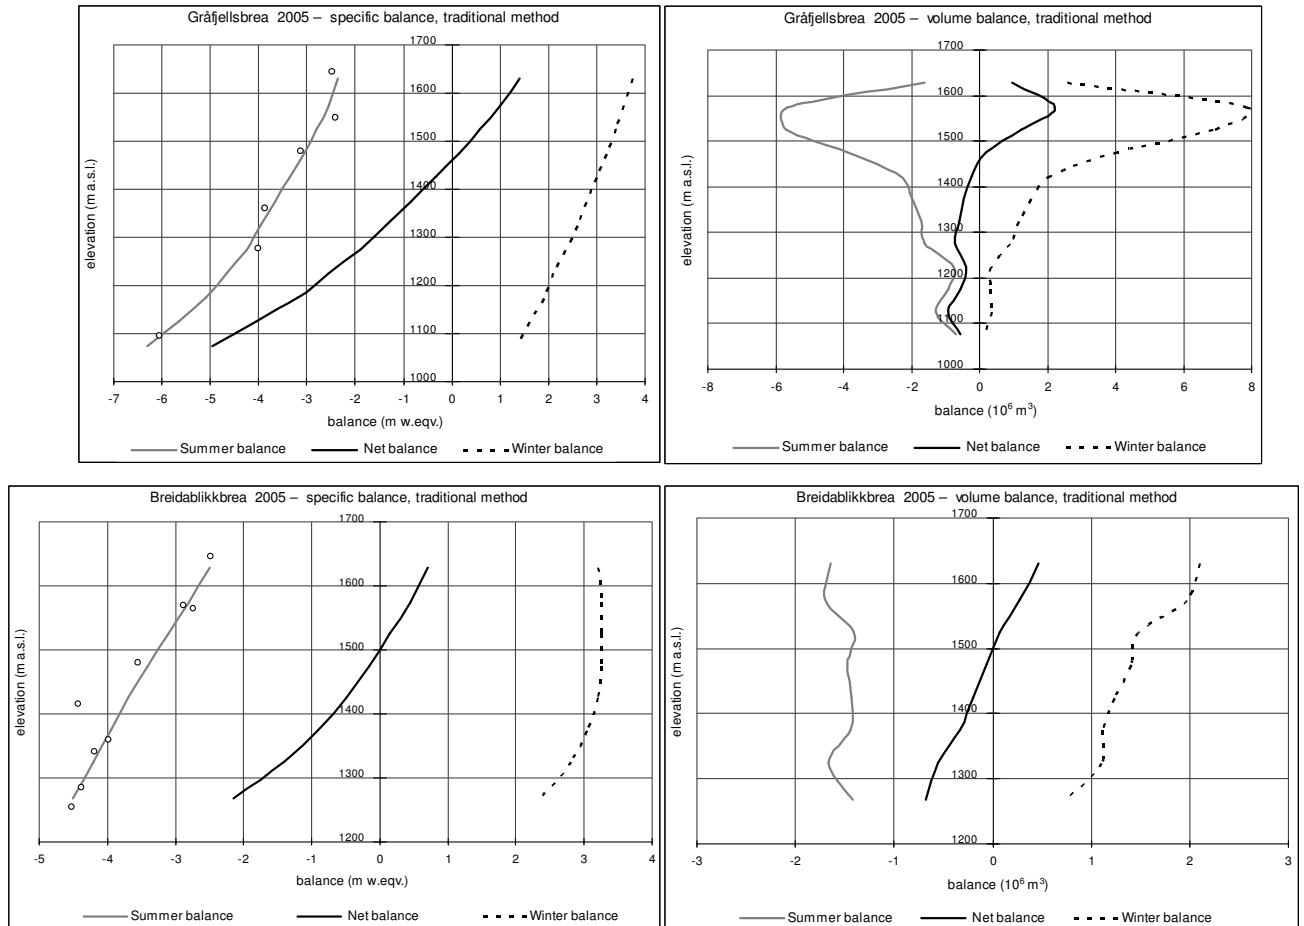 Gråfjellsbrea 2005 – specific balance, traditional method
1700
1600
1500
1400
1300
1200
1100
1000
elevation (m a.s.l.)
-7 -6 -5 -4 -3 -2 -1 0 1 2 3 4
balance (m w.eqv.)
Summer balance Net balance Winter balance
Gråfjellsbrea 2005 – volume balance, traditional method
1700
1600
1500
1400
1300
1200
1100
1000
elevation (m a.s.l.)
-8 -6 -4 -2 0 2 4 6 8
balance (10⁶ m³)
Summer balance Net balance Winter balance
Breidablikkbrea 2005 – specific balance, traditional method
1700
1600
1500
1400
1300
1200
elevation (m a.s.l.)
-5 -4 -3 -2 -1 0 1 2 3 4
balance (m w.eqv.)
Summer balance Net balance Winter balance
Breidablikkbrea 2005 – volume balance, traditional method
1700
1600
1500
1400
1300
1200
elevation (m a.s.l.)
-3 -2 -1 0 1 2 3
balance (10⁶ m³)
Summer balance Net balance Winter balance